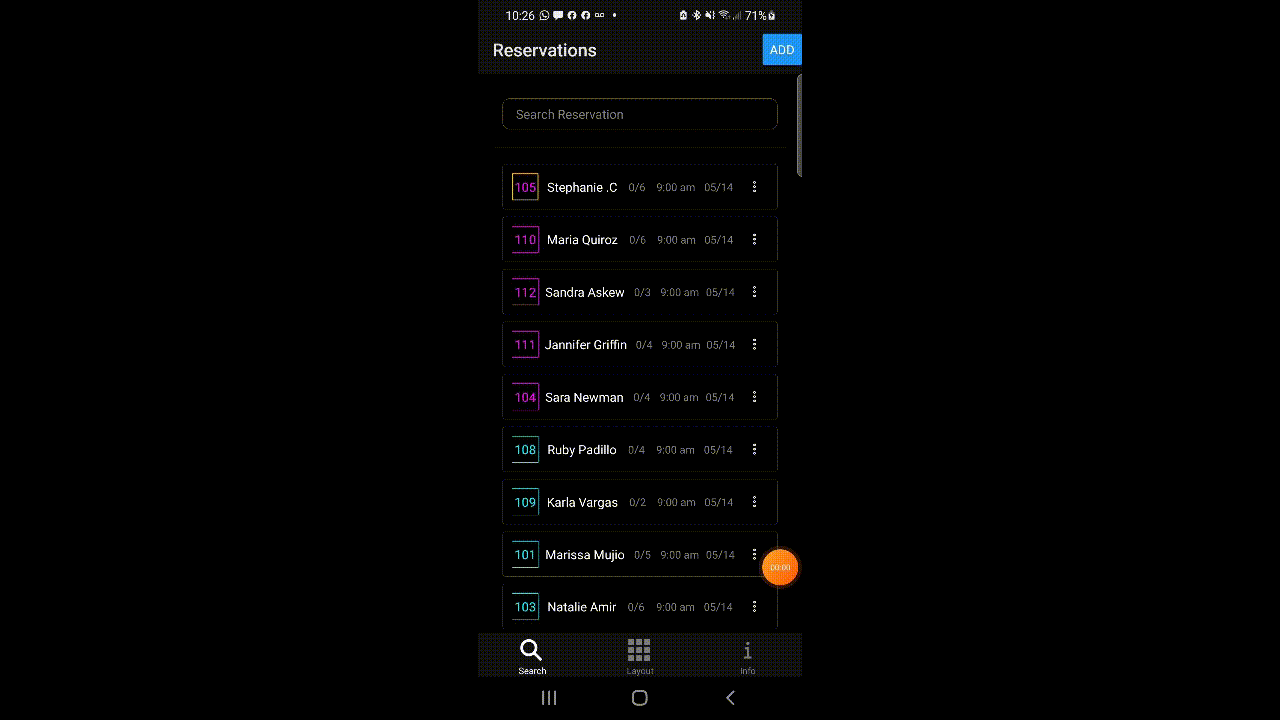 10:26 71%
Reservations ADD
Search Reservation
105 Stephanie .C 0/6 9:00 am 05/14
110 Maria Quiroz 0/6 9:00 am 05/14
112 Sandra Askew 0/3 9:00 am 05/14
111 Jannifer Griffin 0/4 9:00 am 05/14
104 Sara Newman 0/4 9:00 am 05/14
108 Ruby Padillo 0/4 9:00 am 05/14
109 Karla Vargas 0/2 9:00 am 05/14
101 Marissa Mujio 0/5 9:00 am 05/14
00:00
103 Natalie Amir 0/6 9:00 am 05/14
Search Layout Info